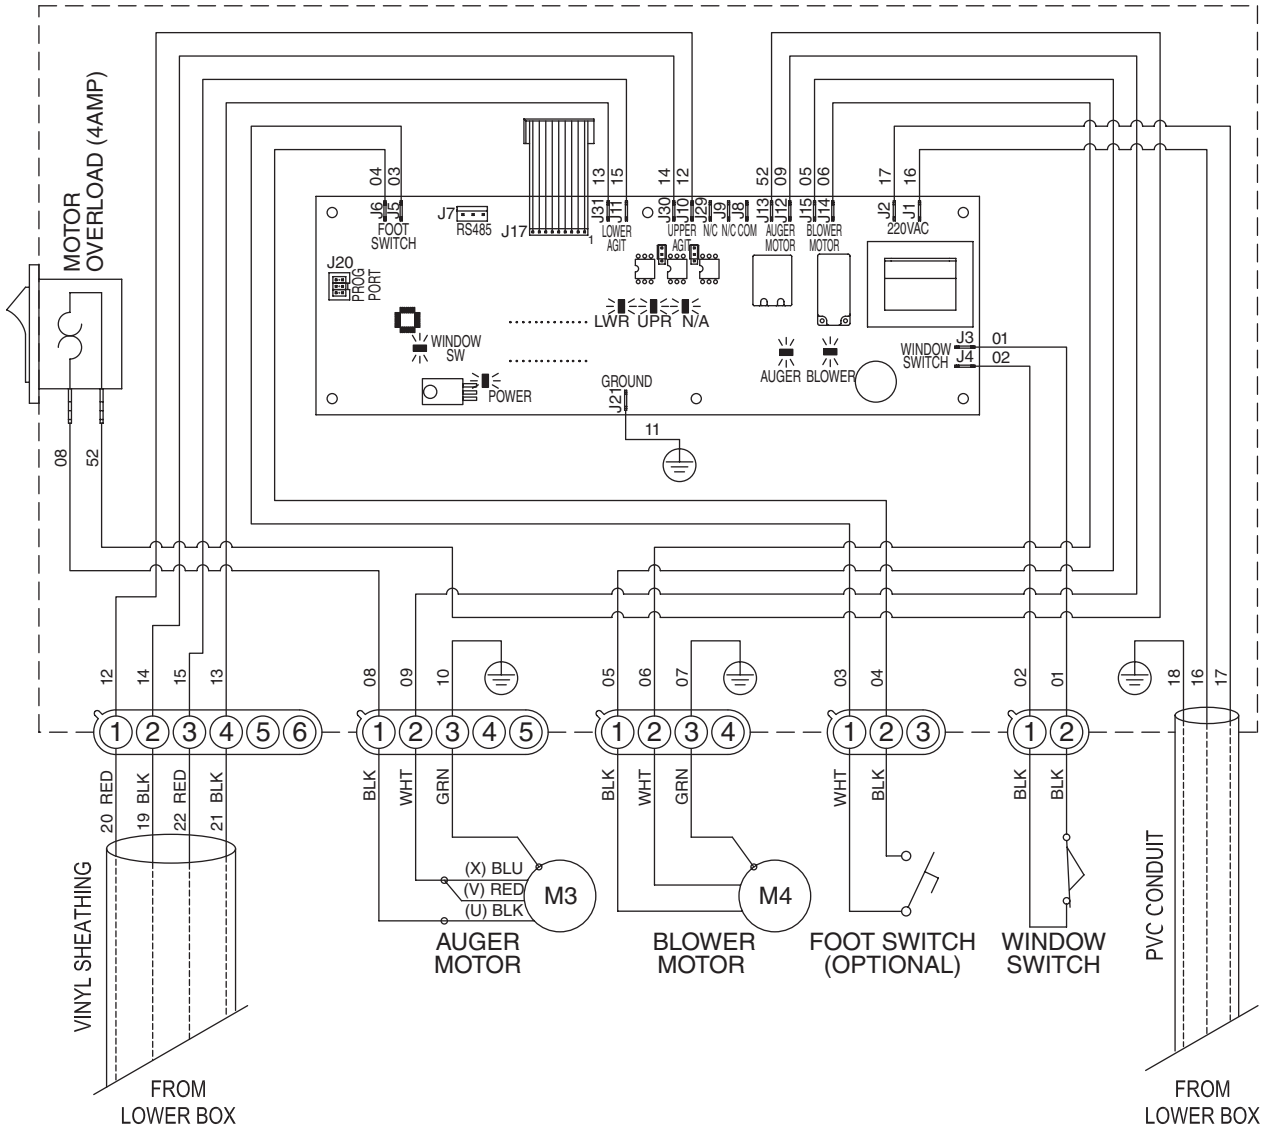 MOTOR
OVERLOAD (4AMP)
08
52
04
03
13
15
14
12
52
09
05
06
17
16
J6
J5
FOOT
SWITCH
J7
RS485
J17
1
J31
J11
LOWER
AGIT
J30
J10
UPPER
AGIT
J29
N/C
J9
N/C
J8
COM
J13
J12
AUGER
MOTOR
J15
J14
BLOWER
MOTOR
J2
J1
220VAC
J20
PROG
PORT
WINDOW
SW
POWER
LWR UPR N/A
AUGER BLOWER
GROUND
J21
11
WINDOW
SWITCH
J3
J4
01
02
12 14 15 13
08 09 10
05 06 07
03 04
02 01
18 16 17
1 2 3 4 5 6
1 2 3 4 5
1 2 3 4
1 2 3
1 2
20 RED
19 BLK
22 RED
21 BLK
BLK
WHT
GRN
BLK
WHT
GRN
WHT
BLK
BLK
BLK
(X) BLU
(V) RED
(U) BLK
M3
M4
AUGER
MOTOR
BLOWER
MOTOR
FOOT SWITCH
(OPTIONAL)
WINDOW
SWITCH
VINYL SHEATHING
PVC CONDUIT
FROM
LOWER BOX
FROM
LOWER BOX